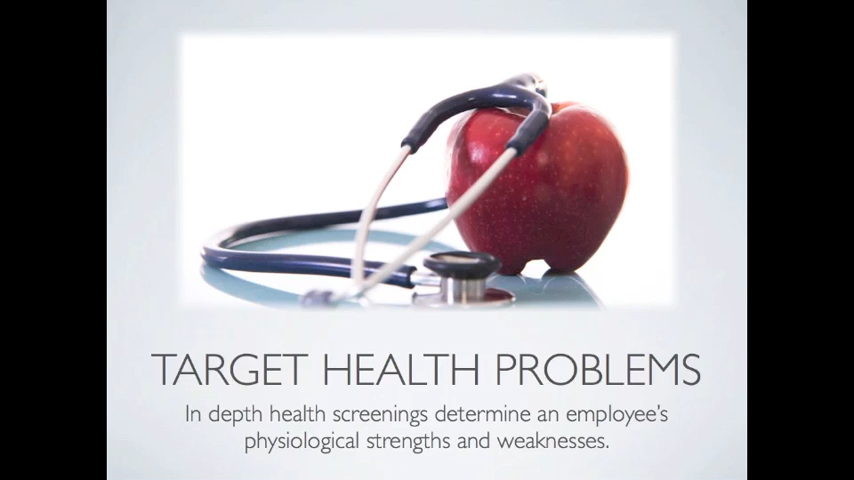 TARGET HEALTH PROBLEMS
In depth health screenings determine an employee's
physiological strengths and weaknesses.